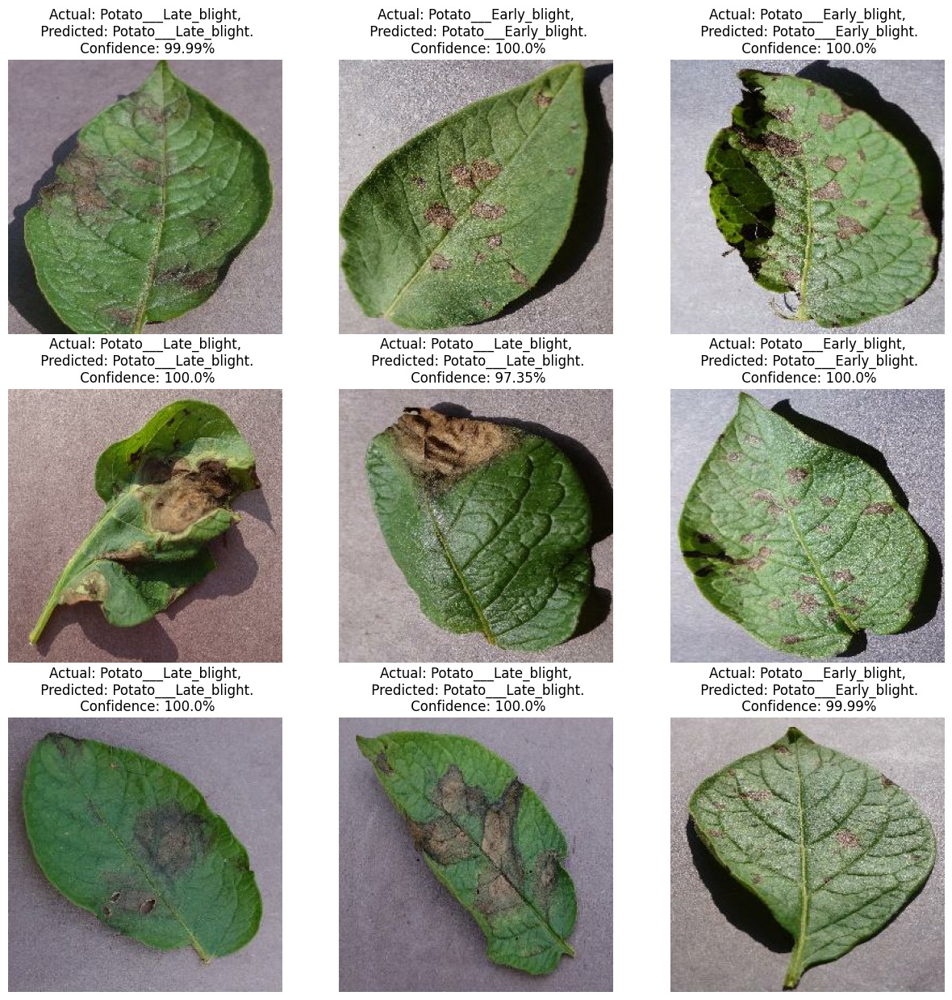 Actual: Potato___Late_blight,
Predicted: Potato___Late_blight.
Confidence: 99.99%
Actual: Potato___Early_blight,
Predicted: Potato___Early_blight.
Confidence: 100.0%
Actual: Potato___Early_blight,
Predicted: Potato___Early_blight.
Confidence: 100.0%
Actual: Potato___Late_blight,
Predicted: Potato___Late_blight.
Confidence: 100.0%
Actual: Potato___Late_blight,
Predicted: Potato___Late_blight.
Confidence: 97.35%
Actual: Potato___Early_blight,
Predicted: Potato___Early_blight.
Confidence: 100.0%
Actual: Potato___Late_blight,
Predicted: Potato___Late_blight.
Confidence: 100.0%
Actual: Potato___Late_blight,
Predicted: Potato___Late_blight.
Confidence: 100.0%
Actual: Potato___Early_blight,
Predicted: Potato___Early_blight.
Confidence: 99.99%